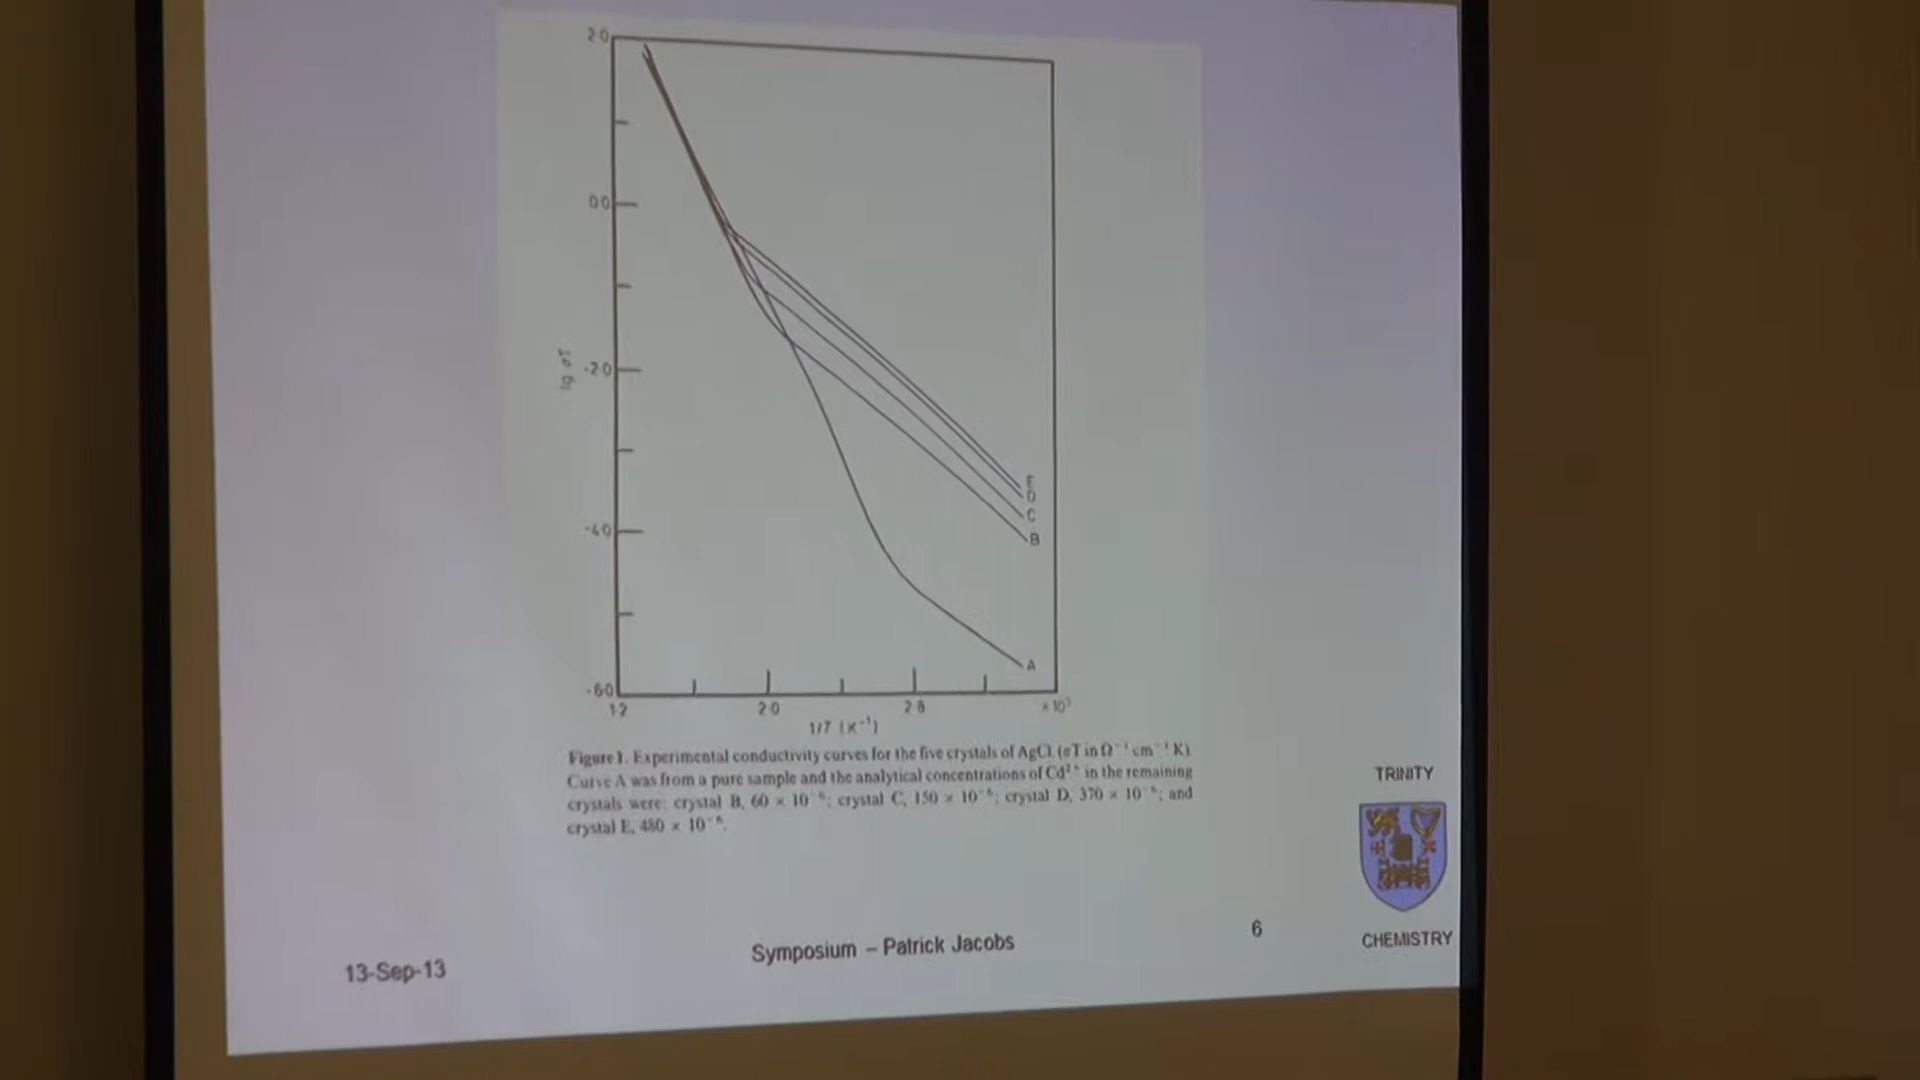 2·0
0·0
-2·0
-4·0
-6·0
lg σT
E
D
C
B
A
1·2
2·0
2·8
×10³
1/T (K⁻¹)
Figure 1. Experimental conductivity curves for the five crystals of AgCl. (σT in Ω⁻¹ cm⁻¹ K).
Curve A was from a pure sample and the analytical concentrations of Cd²⁺ in the remaining
crystals were: crystal B, 60 × 10⁻⁶; crystal C, 150 × 10⁻⁶; crystal D, 370 × 10⁻⁶; and
crystal E, 480 × 10⁻⁶.
TRINITY
CHEMISTRY
13-Sep-13
Symposium – Patrick Jacobs
6